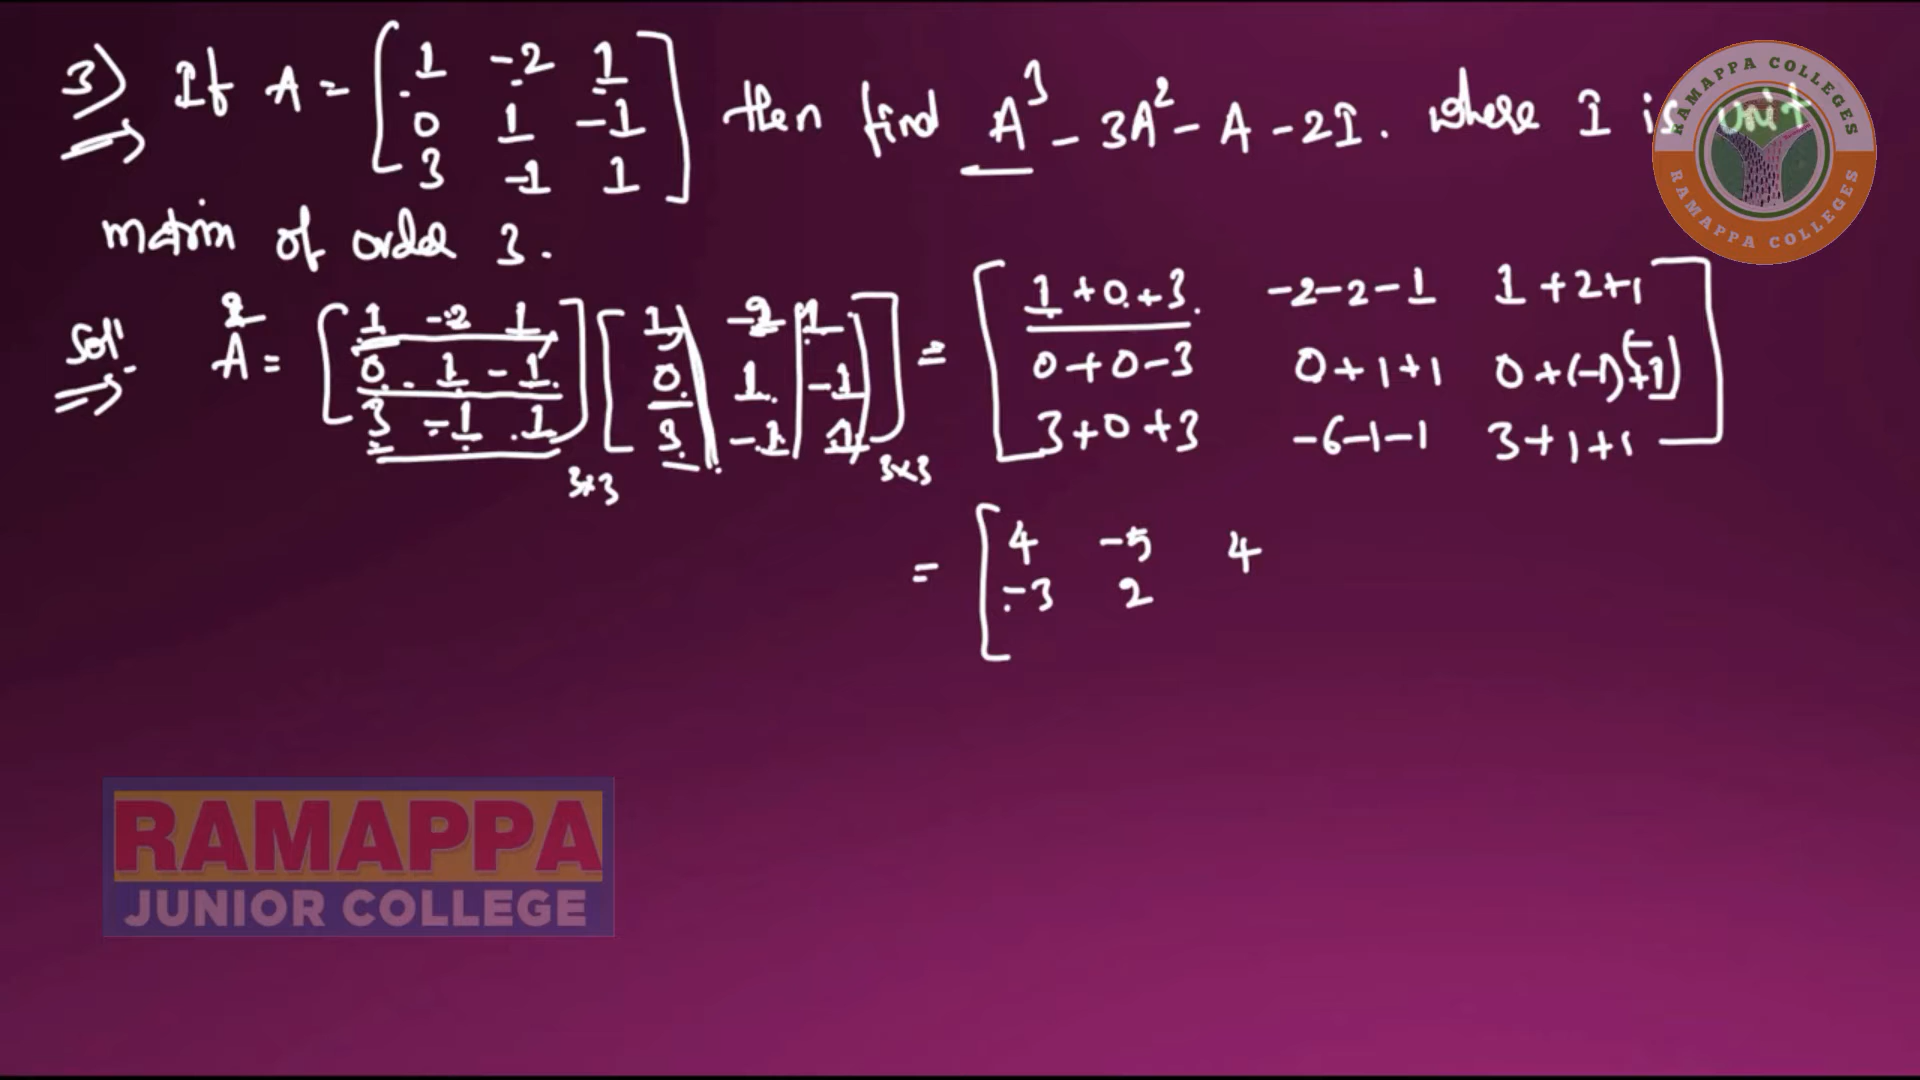 3) If A = [1 -2 1 then find A³ - 3A² - A - 2I. where I is unit
0 1 -1
3 -1 1]
matrix of order 3.
Sol: A² = [1 -2 1 [1 -2 1 = [1+0+3 -2-2-1 1+2+1
0 1 -1 0 1 -1 0+0-3 0+1+1 0+(-1)(-1)
3 -1 1]3x3 3 -1 1]3x3 3+0+3 -6-1-1 3+1+1]
= [4 -5 4
-3 2
RAMAPPA COLLEGES
RAMAPPA COLLEGES
RAMAPPA
JUNIOR COLLEGE